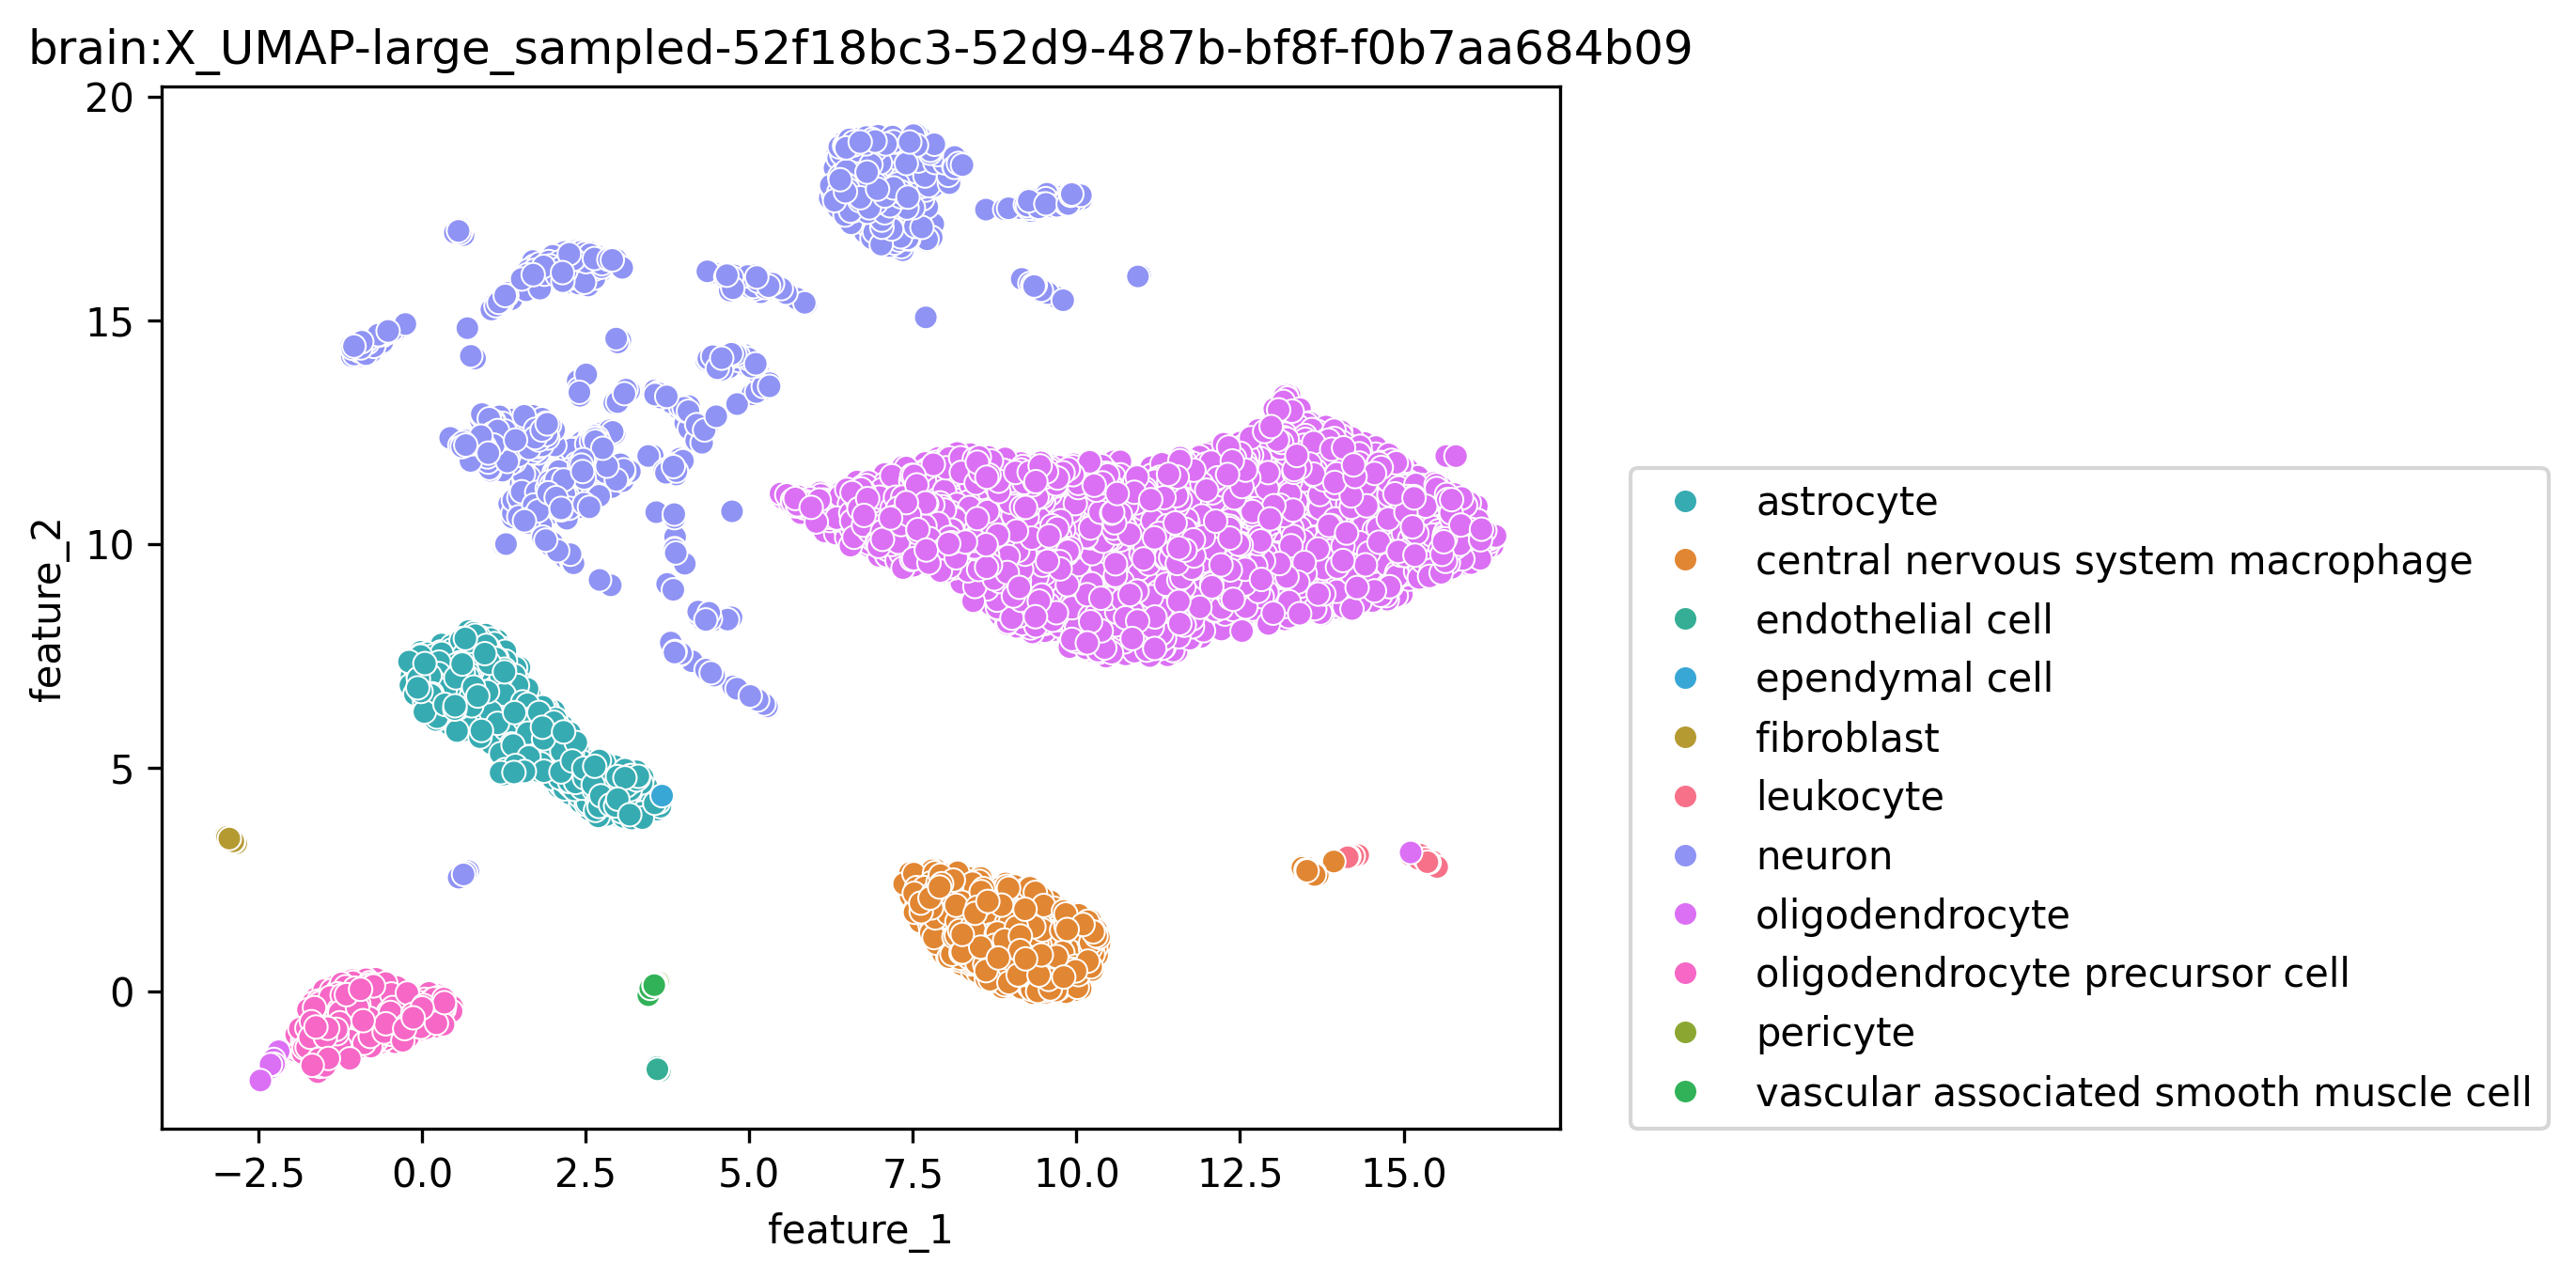 brain:X_UMAP-large_sampled-52f18bc3-52d9-487b-bf8f-f0b7aa684b09
20
15
10
5
0
feature_2
−2.5 0.0 2.5 5.0 7.5 10.0 12.5 15.0
feature_1
astrocyte
central nervous system macrophage
endothelial cell
ependymal cell
fibroblast
leukocyte
neuron
oligodendrocyte
oligodendrocyte precursor cell
pericyte
vascular associated smooth muscle cell